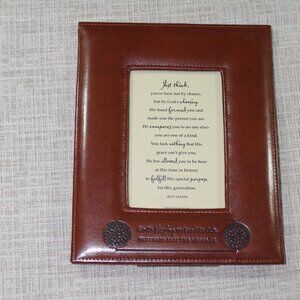 Just think,
you're here not by chance,
but by God's choosing.
His hand formed you and
made you the person you are.
He compares you to no one else-
you are one of a kind.
You lack nothing that His
grace can't give you.
He has allowed you to be here
at this time in history
to fulfill His special purpose
for this generation.
-ROY LESSIN